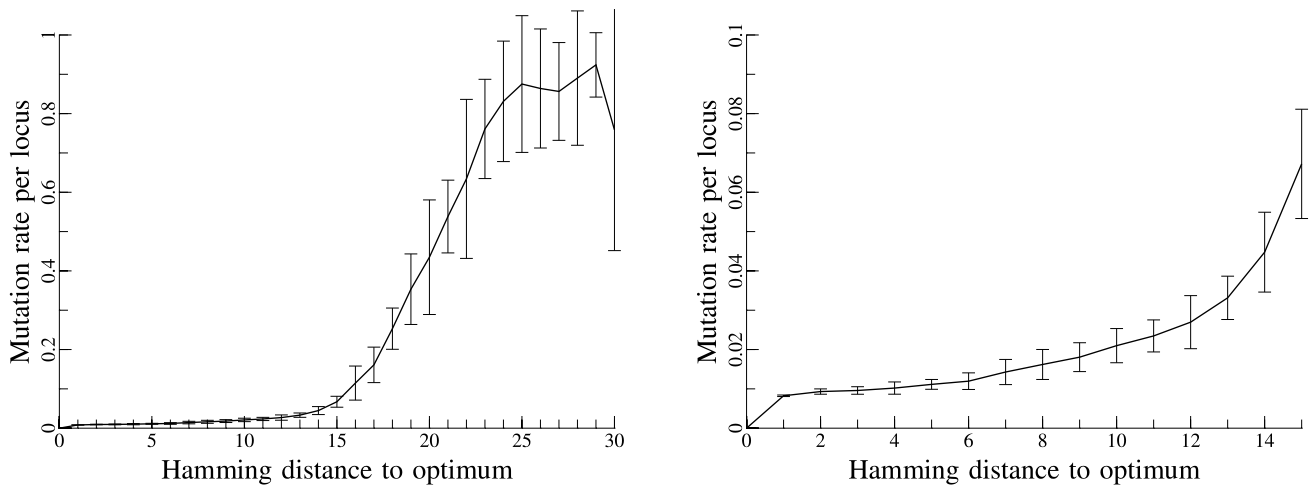 1
0.8
0.6
0.4
0.2
0
Mutation rate per locus
0 5 10 15 20 25 30
Hamming distance to optimum
0.1
0.08
0.06
0.04
0.02
0
Mutation rate per locus
0 2 4 6 8 10 12 14
Hamming distance to optimum